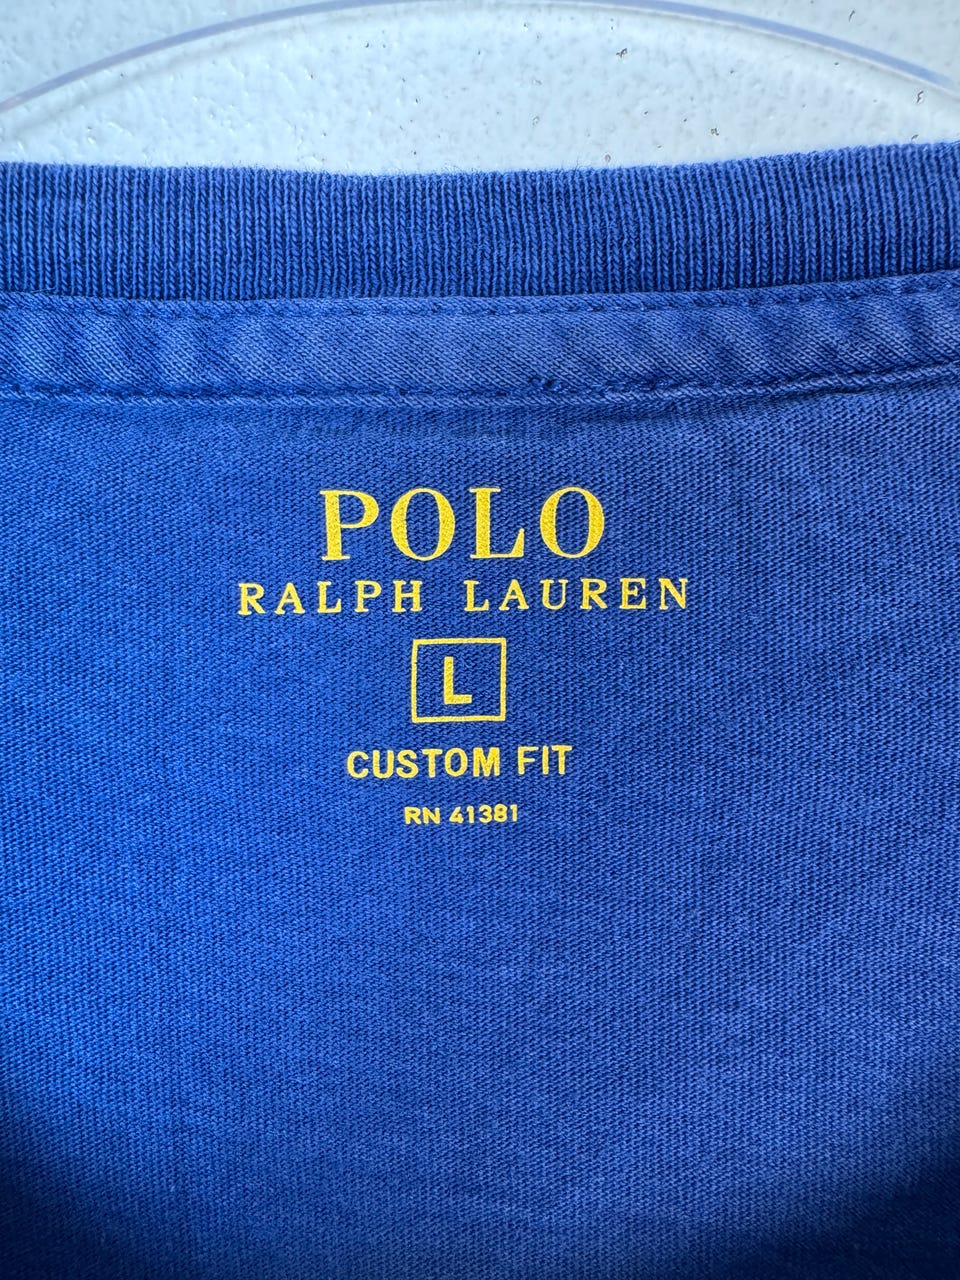 POLO
RALPH LAUREN
L
CUSTOM FIT
RN 41381